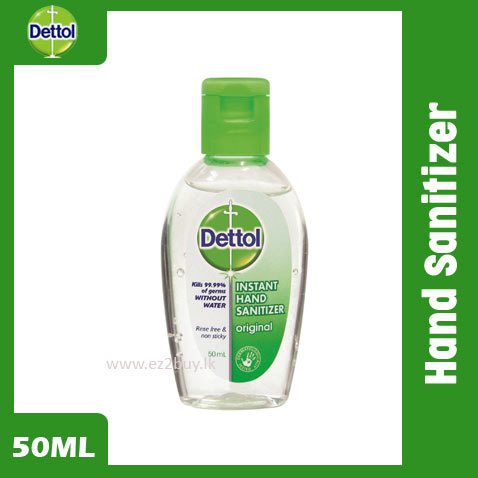 Dettol
Hand Sanitizer
Dettol
Kills 99.99%
of germs
WITHOUT
WATER
Rinse free &
non sticky
50mL
INSTANT
HAND
SANITIZER
original
www.ez2buy.lk
50ML